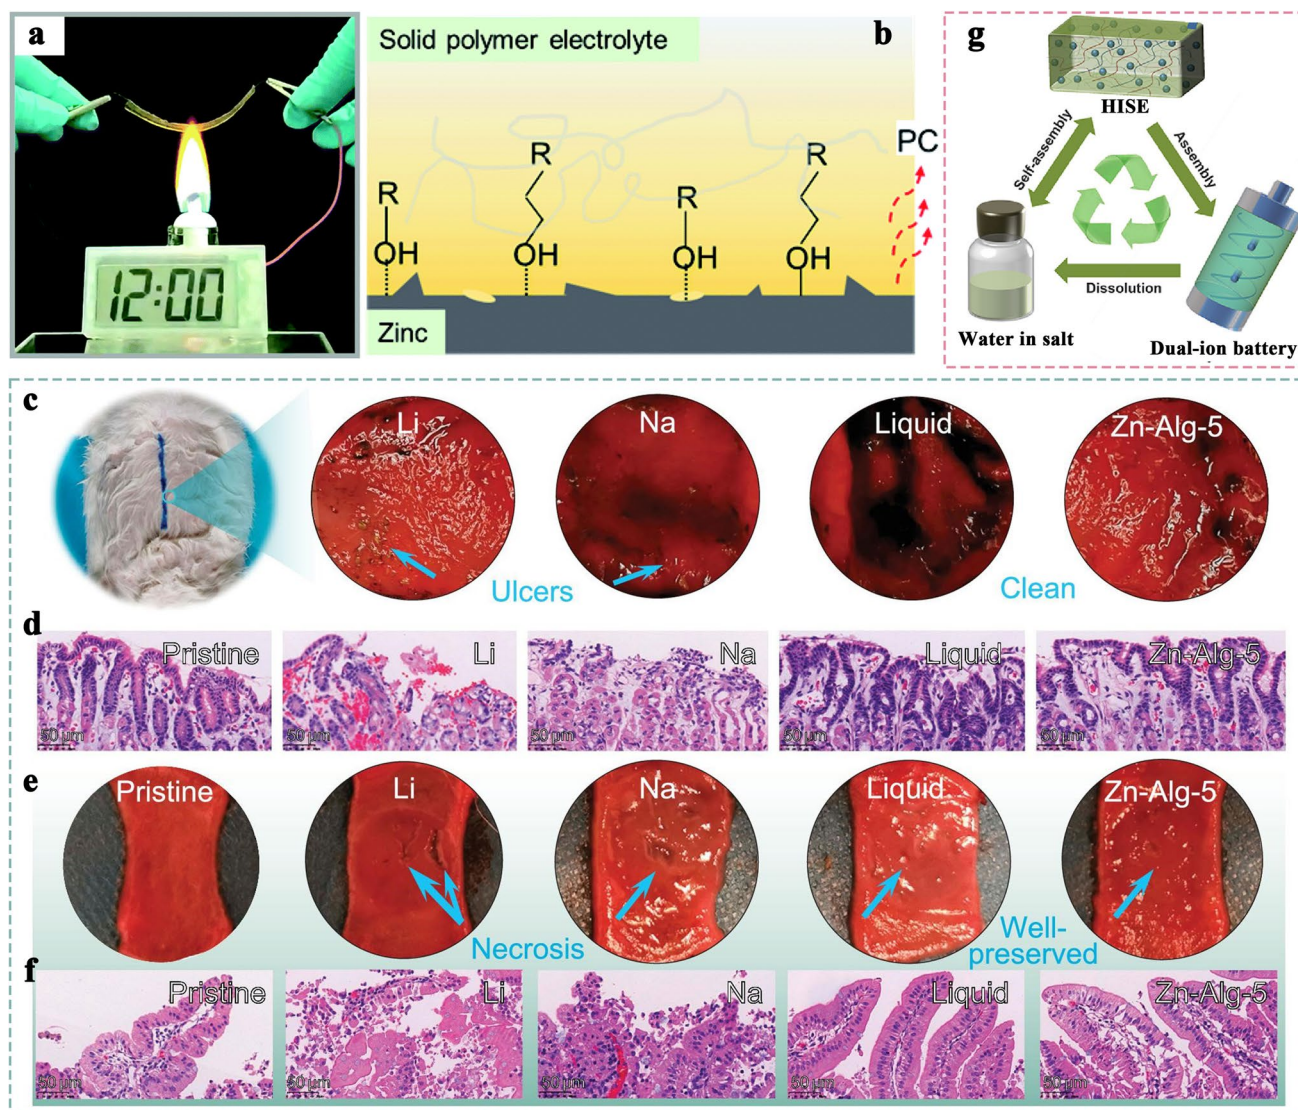 a
12:00
Solid polymer electrolyte
b
PC
R
R
R
R
OH
OH
OH
OH
Zinc
g
HISE
Self-assembly
Assembly
Dissolution
Water in salt
Dual-ion battery
c
Li
Na
Liquid
Zn-Alg-5
Ulcers
Clean
d
Pristine
Li
Na
Liquid
Zn-Alg-5
50 μm
50 μm
50 μm
50 μm
50 μm
e
Pristine
Li
Na
Liquid
Zn-Alg-5
Necrosis
Well-
preserved
f
Pristine
Li
Na
Liquid
Zn-Alg-5
50 μm
50 μm
50 μm
50 μm
50 μm